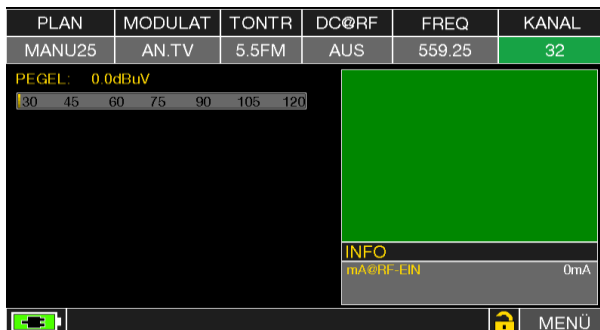 PLAN MODULAT TONTR DC@RF FREQ KANAL
MANU25 AN.TV 5.5FM AUS 559.25 32
PEGEL: 0.0dBuV
30 45 60 75 90 105 120
INFO
mA@RF-EIN 0mA
MENÜ